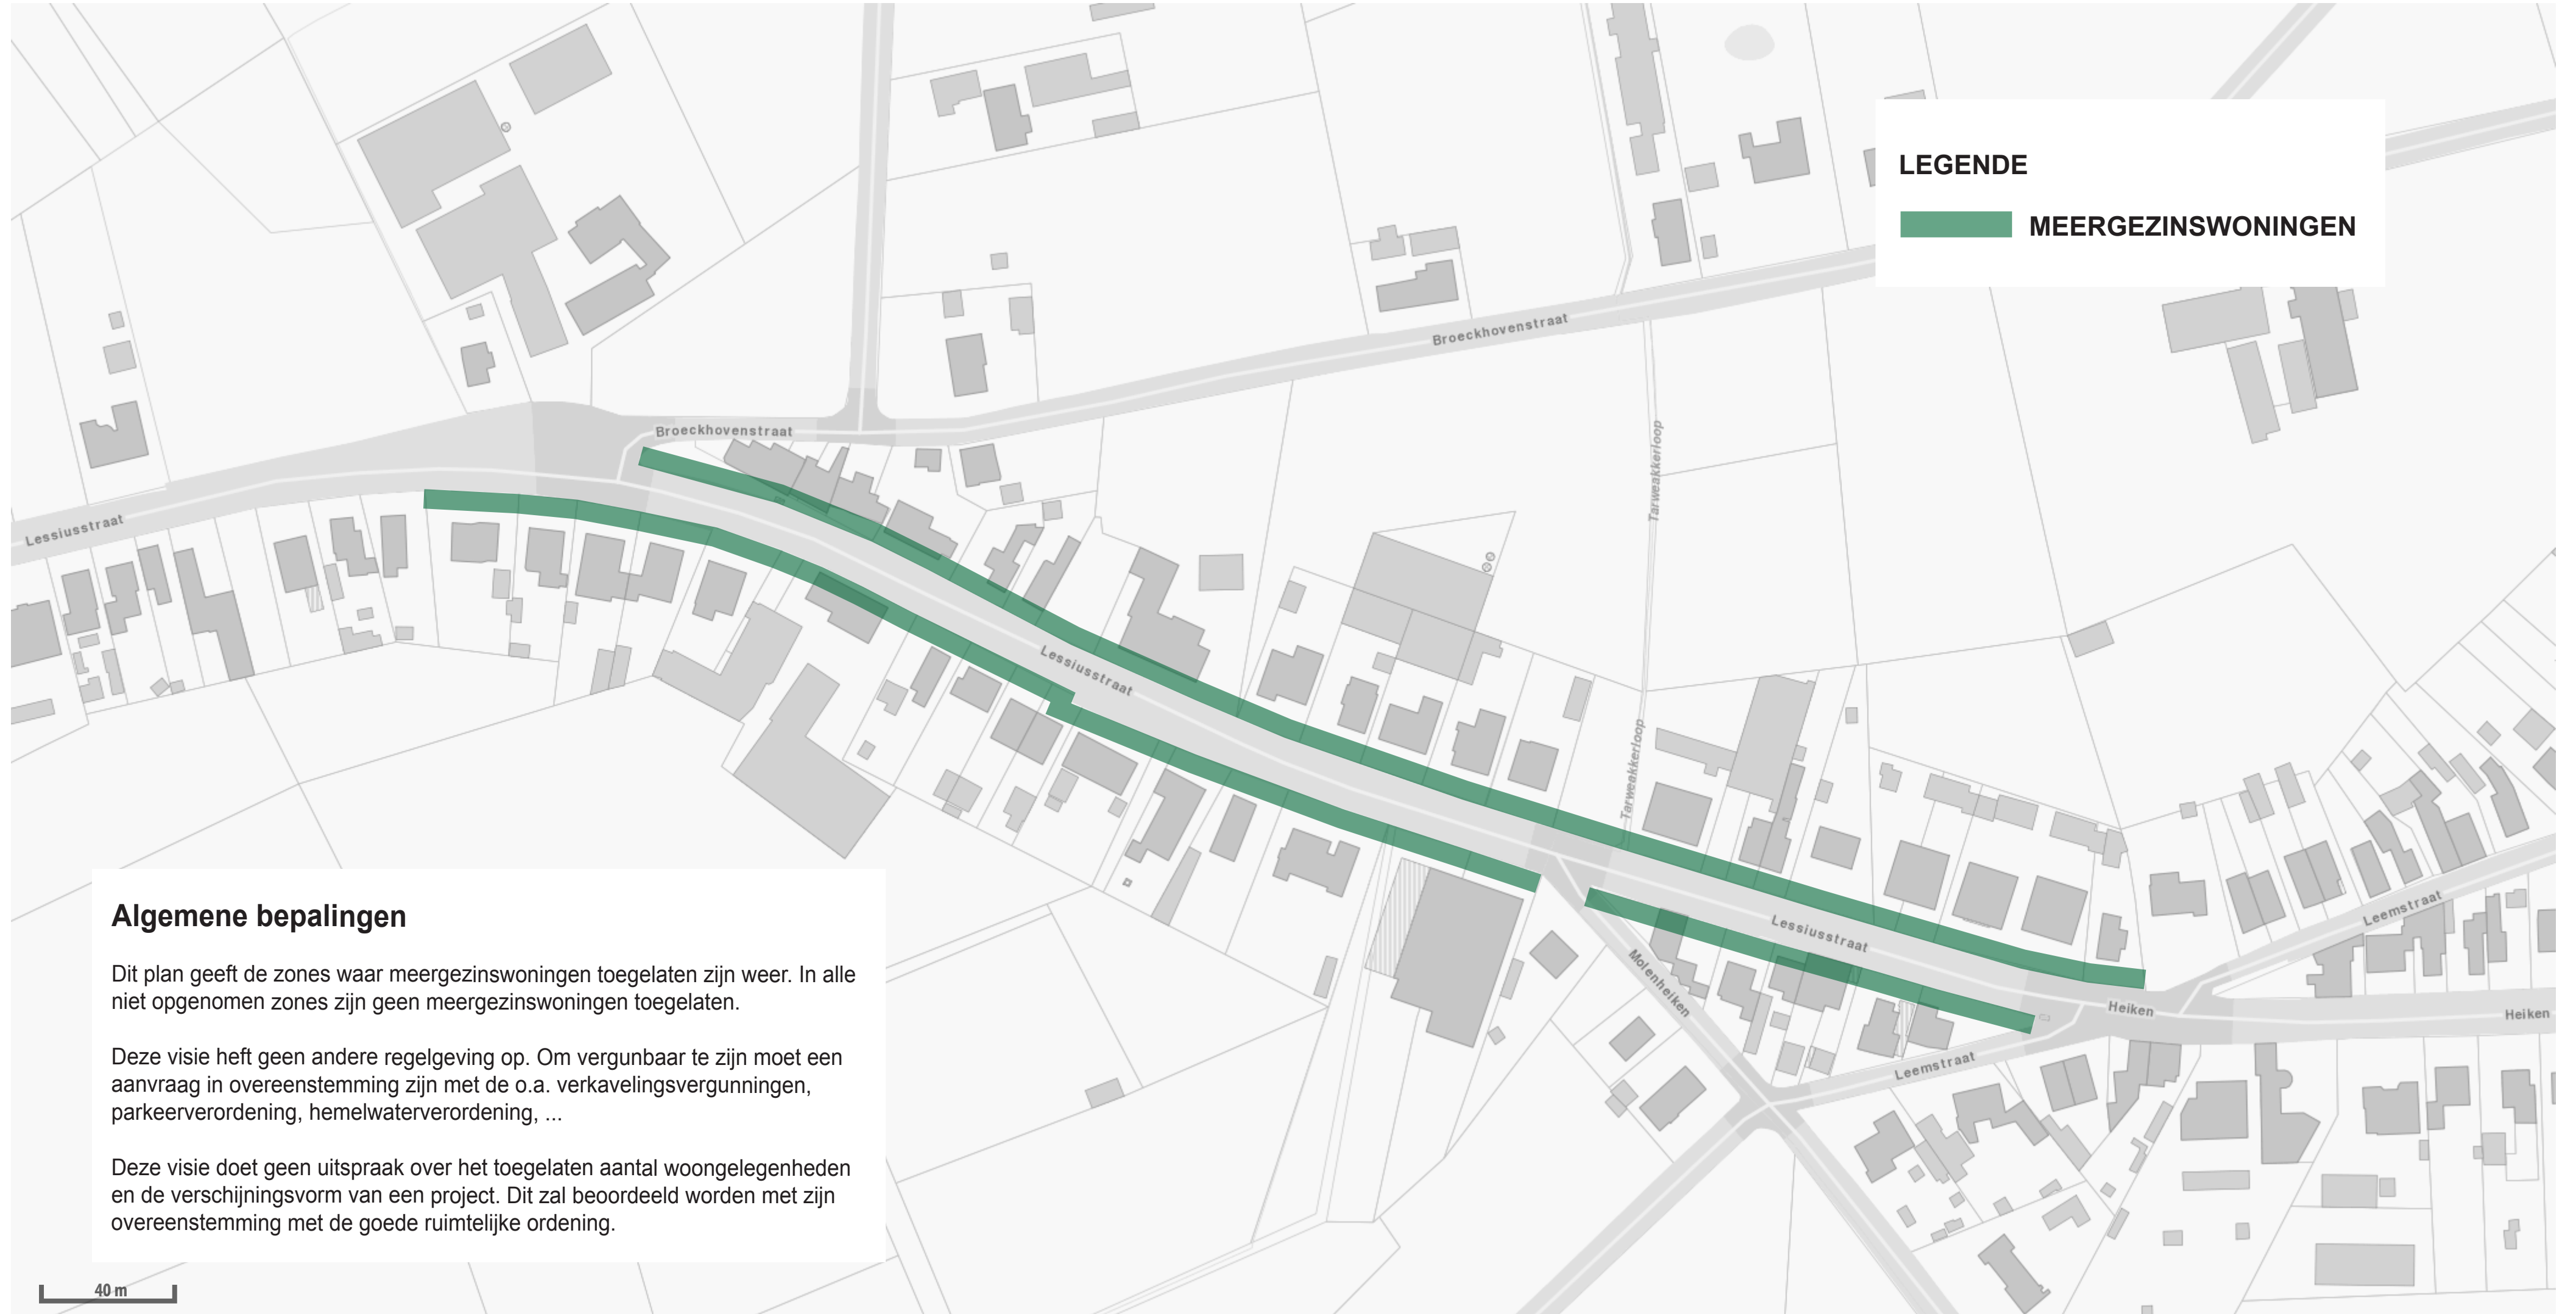 LEGENDE
MEERGEZINSWONINGEN
Broeckhovenstraat
Broeckhovenstraat
Tarweakkerloop
Lessiusstraat
Lessiusstraat
Tarweakkerloop
Lessiusstraat
Molenheiken
Leemstraat
Heiken
Heiken
Leemstraat
Algemene bepalingen
Dit plan geeft de zones waar meergezinswoningen toegelaten zijn weer. In alle
niet opgenomen zones zijn geen meergezinswoningen toegelaten.
Deze visie heft geen andere regelgeving op. Om vergunbaar te zijn moet een
aanvraag in overeenstemming zijn met de o.a. verkavelingsvergunningen,
parkeerverordening, hemelwaterverordening, ...
Deze visie doet geen uitspraak over het toegelaten aantal woongelegenheden
en de verschijningsvorm van een project. Dit zal beoordeeld worden met zijn
overeenstemming met de goede ruimtelijke ordening.
40 m